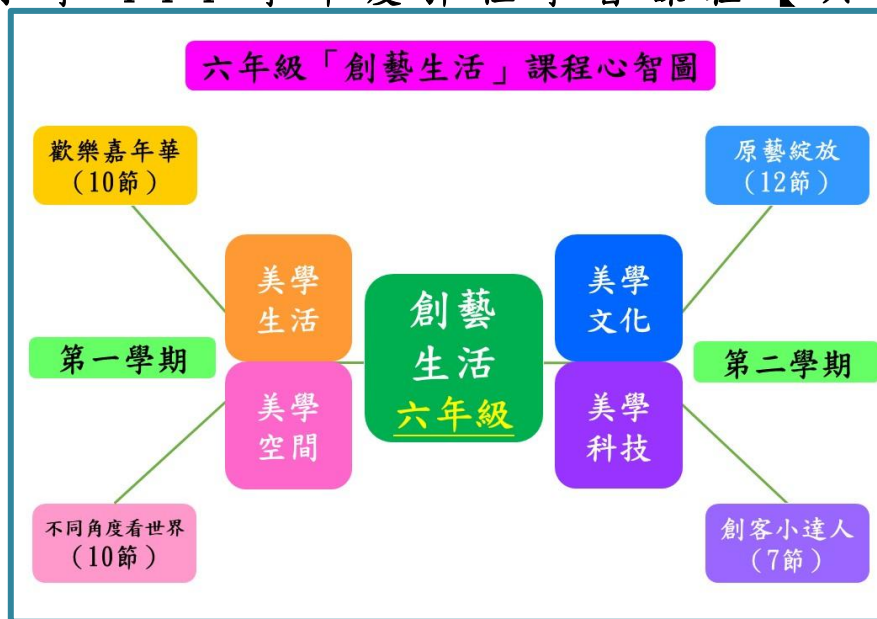 六年級「創藝生活」課程心智圖
歡樂嘉年華
(10節)
原藝綻放
(12節)
美學
生活
美學
文化
創藝
生活
六年級
第一學期
第二學期
美學
空間
美學
科技
不同角度看世界
(10節)
創客小達人
(7節)